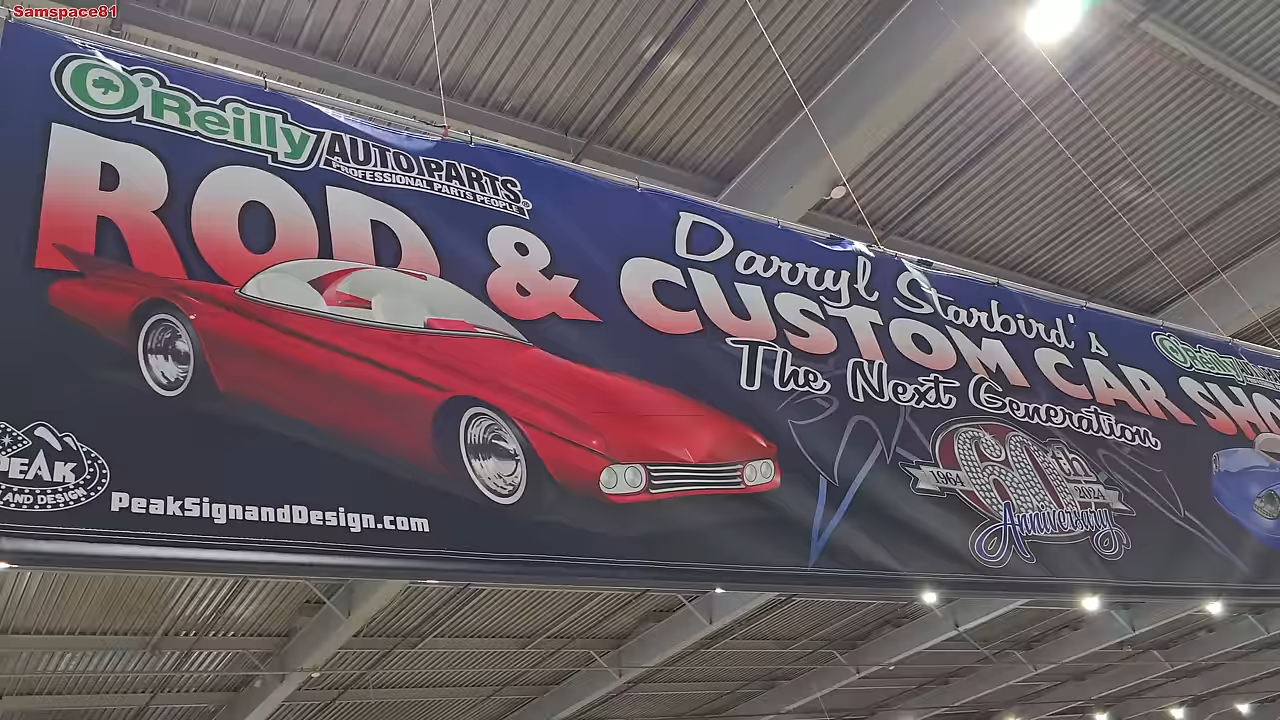 Samspace81
O'Reilly AUTO PARTS
PROFESSIONAL PARTS PEOPLE
Darryl Starbird's
ROD & CUSTOM CAR SHO
The Next Generation
O'Reilly
1964 60th 2024
Anniversary
PEAK
AND DESIGN
PeakSignandDesign.com